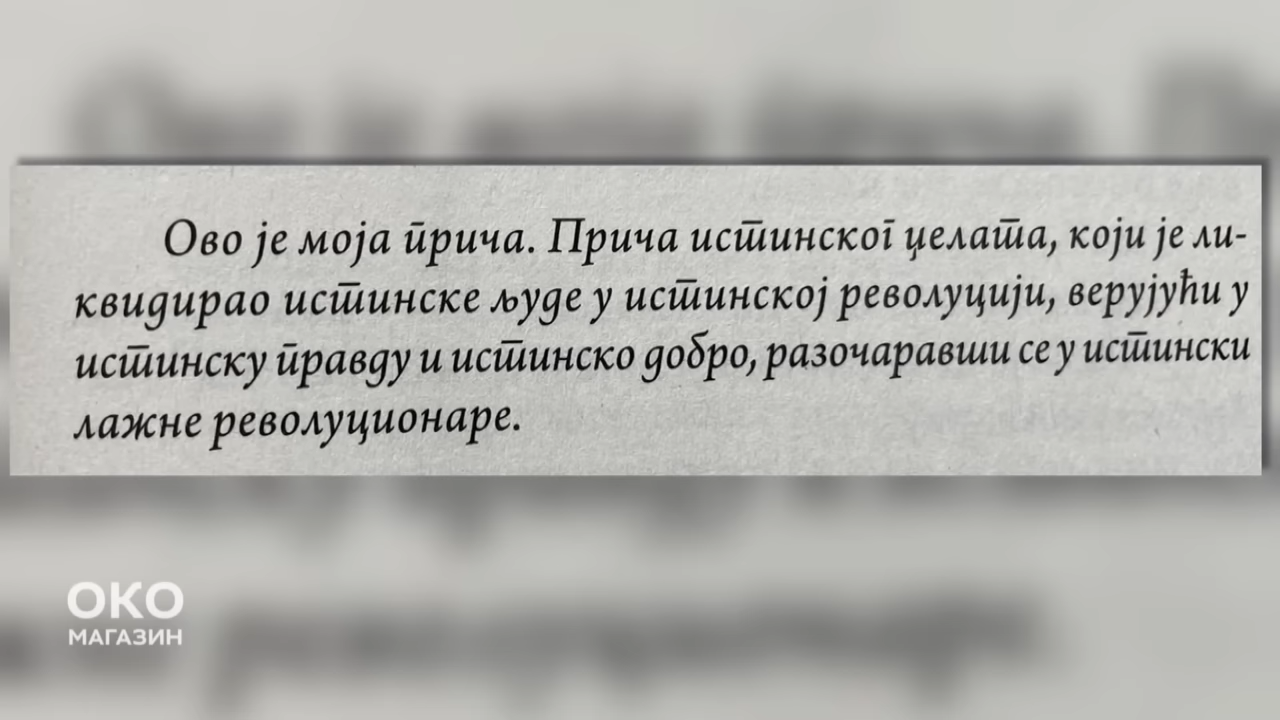 Ово је моја прича. Прича истинског џелата, који је ли-
квидирао истинске људе у истинској револуцији, верујући у
истинску правду и истинско добро, разочаравши се у истински
лажне револуционаре.
ОКО
МАГАЗИН